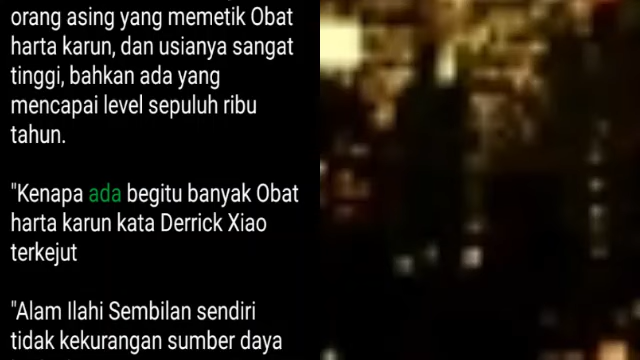 orang asing yang memetik Obat
harta karun, dan usianya sangat
tinggi, bahkan ada yang
mencapai level sepuluh ribu
tahun.
"Kenapa ada begitu banyak Obat
harta karun kata Derrick Xiao
terkejut
"Alam Ilahi Sembilan sendiri
tidak kekurangan sumber daya